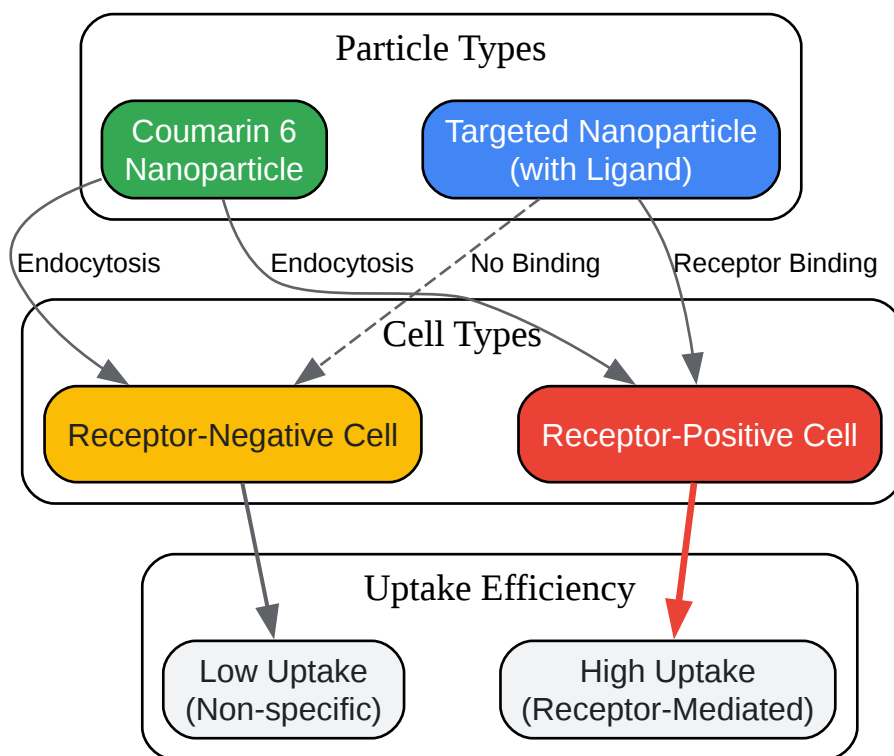 Particle Types
Coumarin 6
Nanoparticle
Targeted Nanoparticle
(with Ligand)
Endocytosis
Endocytosis
No Binding
Receptor Binding
Cell Types
Receptor-Negative Cell
Receptor-Positive Cell
Uptake Efficiency
Low Uptake
(Non-specific)
High Uptake
(Receptor-Mediated)